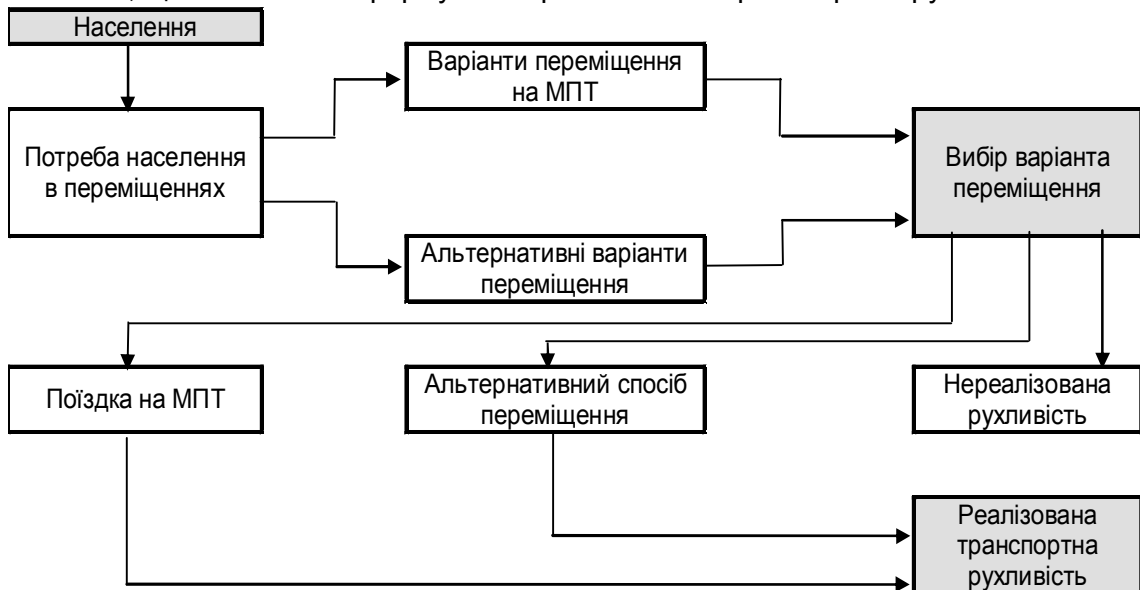 Населення
Варіанти переміщення
на МПТ
Потреба населення
в переміщеннях
Вибір варіанта
переміщення
Альтернативні варіанти
переміщення
Поїздка на МПТ
Альтернативний спосіб
переміщення
Нереалізована
рухливість
Реалізована
транспортна
рухливість